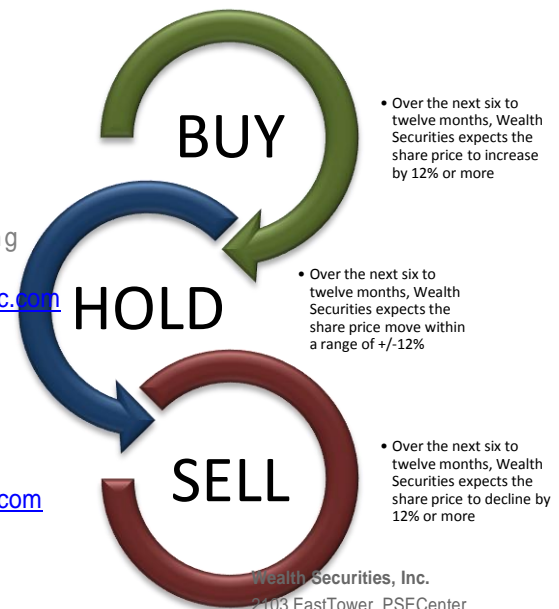 BUY
• Over the next six to
twelve months, Wealth
Securities expects the
share price to increase
by 12% or more
g
c.com
HOLD
• Over the next six to
twelve months, Wealth
Securities expects the
share price move within
a range of +/-12%
SELL
• Over the next six to
twelve months, Wealth
Securities expects the
share price to decline by
12% or more
.com
Wealth Securities, Inc.
2103 EastTower, PSECenter